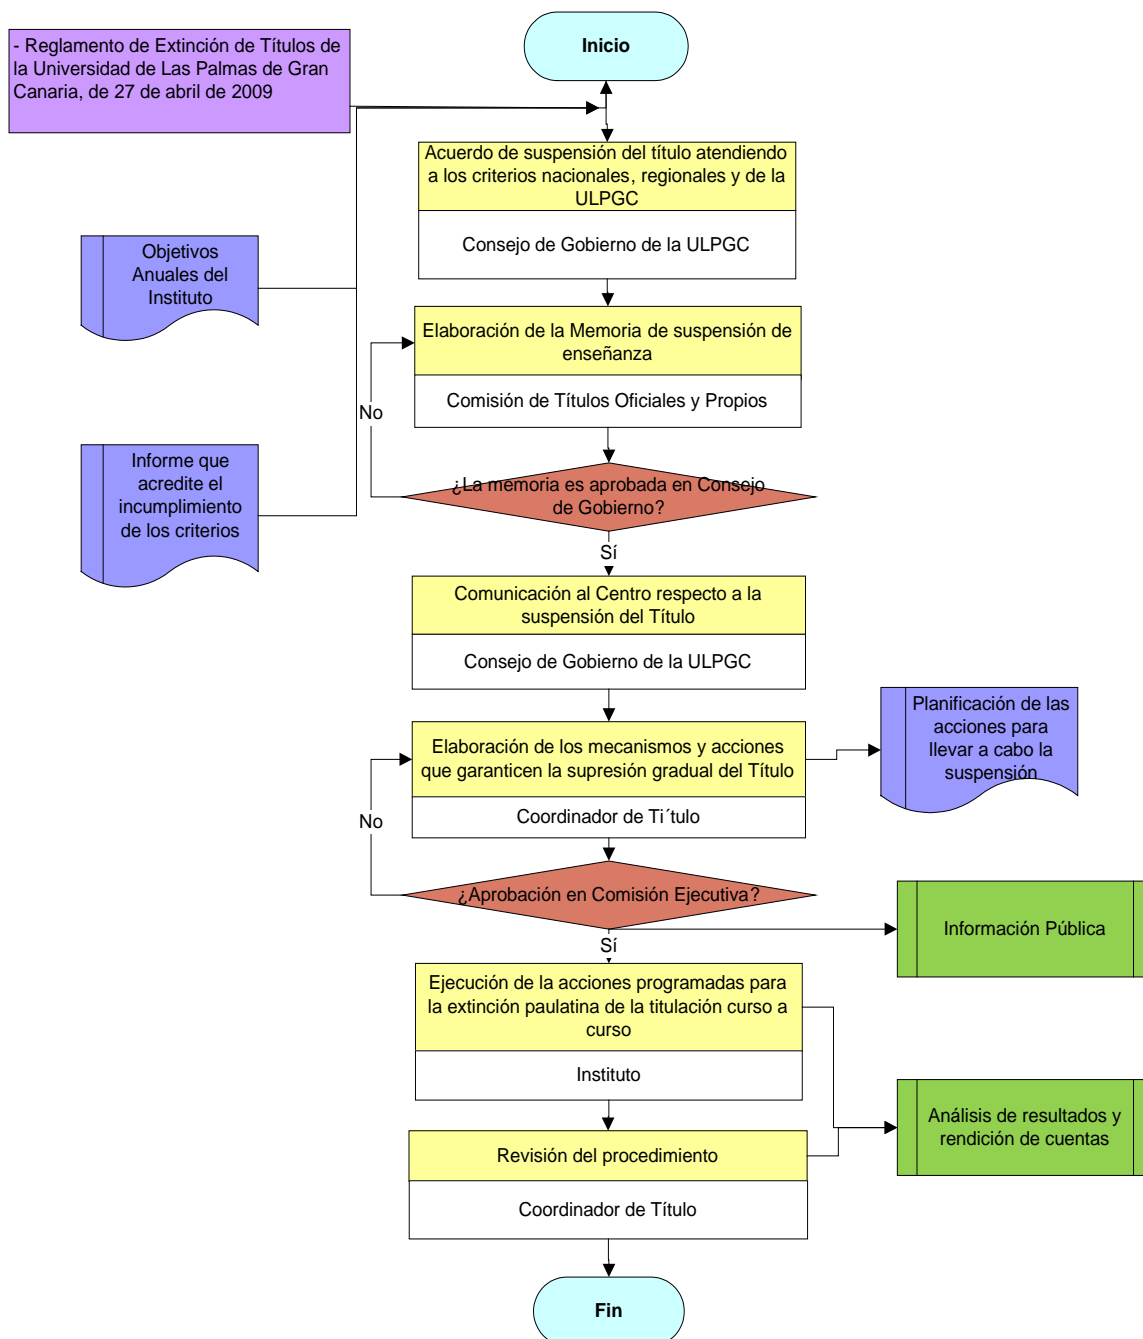 Inicio
- Reglamento de Extinción de Títulos de
la Universidad de Las Palmas de Gran
Canaria, de 27 de abril de 2009
Acuerdo de suspensión del título atendiendo
a los criterios nacionales, regionales y de la
ULPGC
Consejo de Gobierno de la ULPGC
Objetivos
Anuales del
Instituto
Elaboración de la Memoria de suspensión de
enseñanza
Comisión de Títulos Oficiales y Propios
No
Informe que
acredite el
incumplimiento
de los criterios
¿La memoria es aprobada en Consejo
de Gobierno?
Sí
Comunicación al Centro respecto a la
suspensión del Título
Consejo de Gobierno de la ULPGC
Elaboración de los mecanismos y acciones
que garanticen la supresión gradual del Título
Coordinador de Ti´tulo
Planificación de las
acciones para
llevar a cabo la
suspensión
No
¿Aprobación en Comisión Ejecutiva?
Información Pública
Sí
Ejecución de la acciones programadas para
la extinción paulatina de la titulación curso a
curso
Instituto
Análisis de resultados y
rendición de cuentas
Revisión del procedimiento
Coordinador de Título
Fin